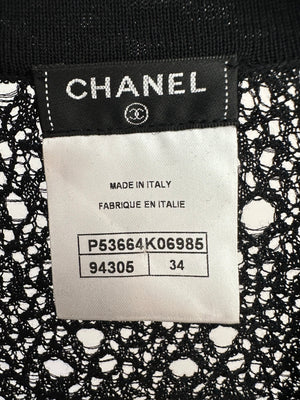 CHANEL
MADE IN ITALY
FABRIQUE EN ITALIE
P53664K06985
94305 34